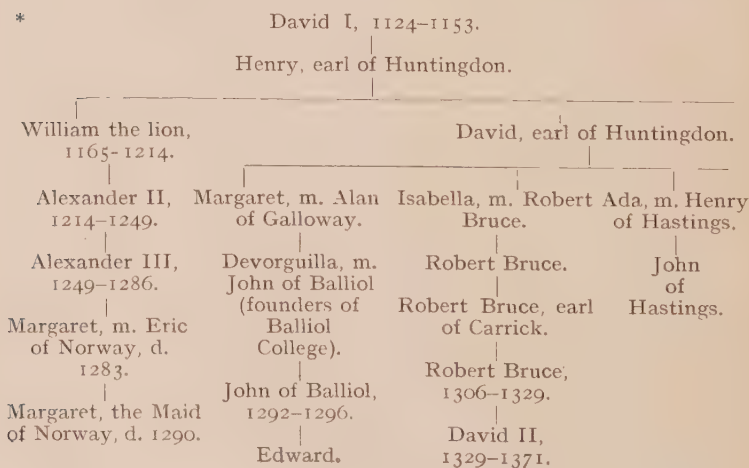 *
David I, 1124–1153.
Henry, earl of Huntingdon.
William the lion,
1165-1214.
David, earl of Huntingdon.
Alexander II,
1214–1249.
Margaret, m. Alan
of Galloway.
Isabella, m. Robert
Bruce.
Ada, m. Henry
of Hastings.
Alexander III,
1249–1286.
Devorguilla, m.
John of Balliol
(founders of
Balliol
College).
Robert Bruce.
John
of
Hastings.
Margaret, m. Eric
of Norway, d.
1283.
Robert Bruce, earl
of Carrick.
Margaret, the Maid
of Norway, d. 1290.
John of Balliol,
1292–1296.
Robert Bruce,
1306–1329.
Edward.
David II,
1329–1371.